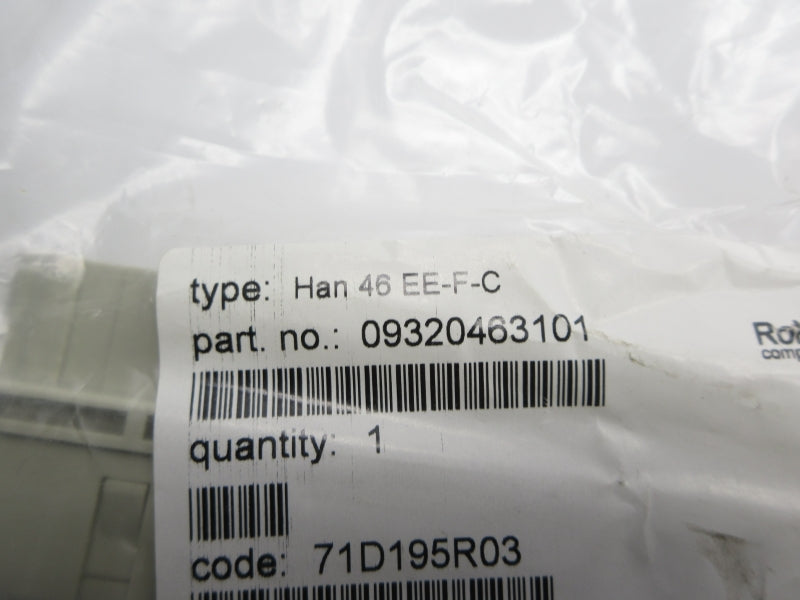 type: Han 46 EE-F-C
part. no.: 09320463101
quantity: 1
code: 71D195R03